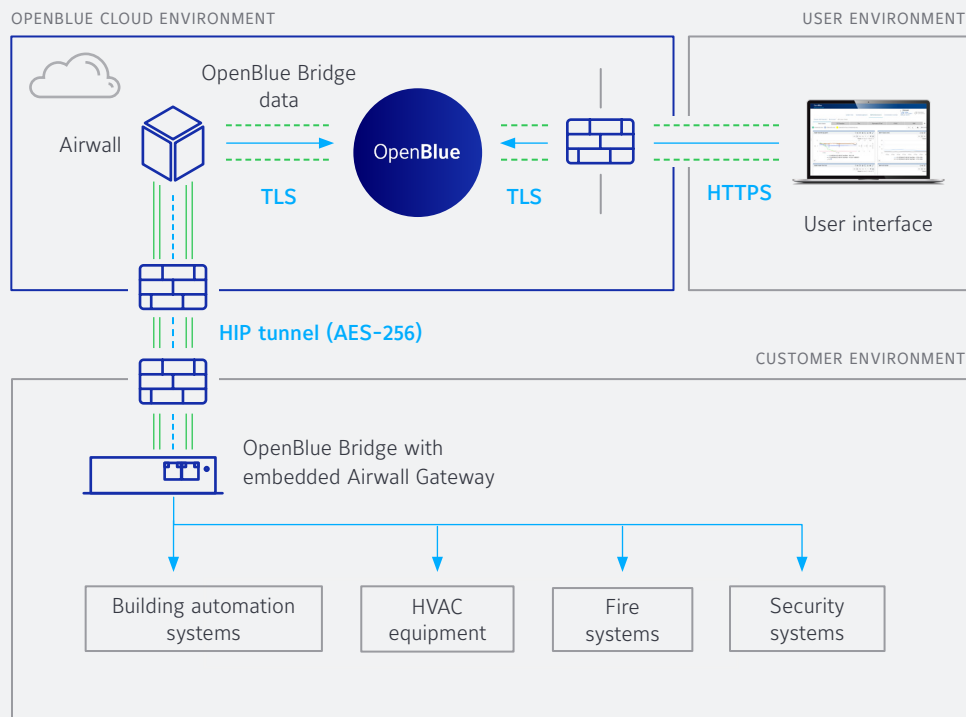 OPENBLUE CLOUD ENVIRONMENT
USER ENVIRONMENT
OpenBlue Bridge
data
Airwall
OpenBlue
TLS
TLS
HTTPS
User interface
HIP tunnel (AES-256)
CUSTOMER ENVIRONMENT
OpenBlue Bridge with
embedded Airwall Gateway
Building automation
systems
HVAC
equipment
Fire
systems
Security
systems